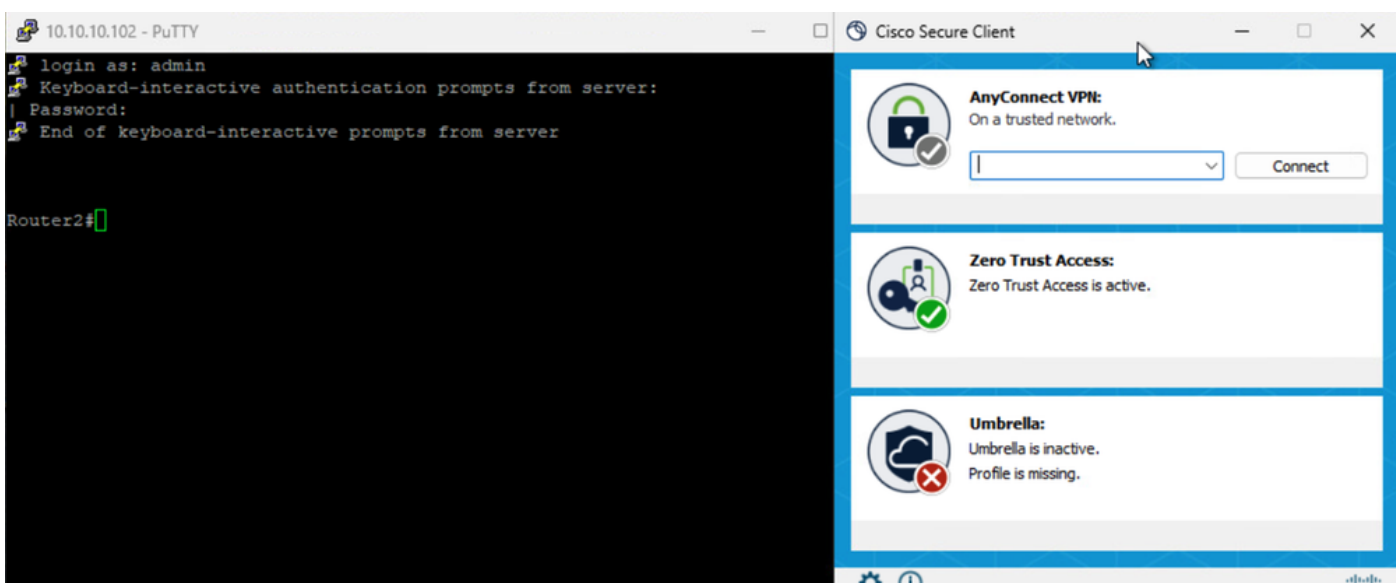 10.10.10.102 - PuTTY
login as: admin
Keyboard-interactive authentication prompts from server:
| Password:
End of keyboard-interactive prompts from server
Router2#
Cisco Secure Client
AnyConnect VPN:
On a trusted network.
Connect
Zero Trust Access:
Zero Trust Access is active.
Umbrella:
Umbrella is inactive.
Profile is missing.